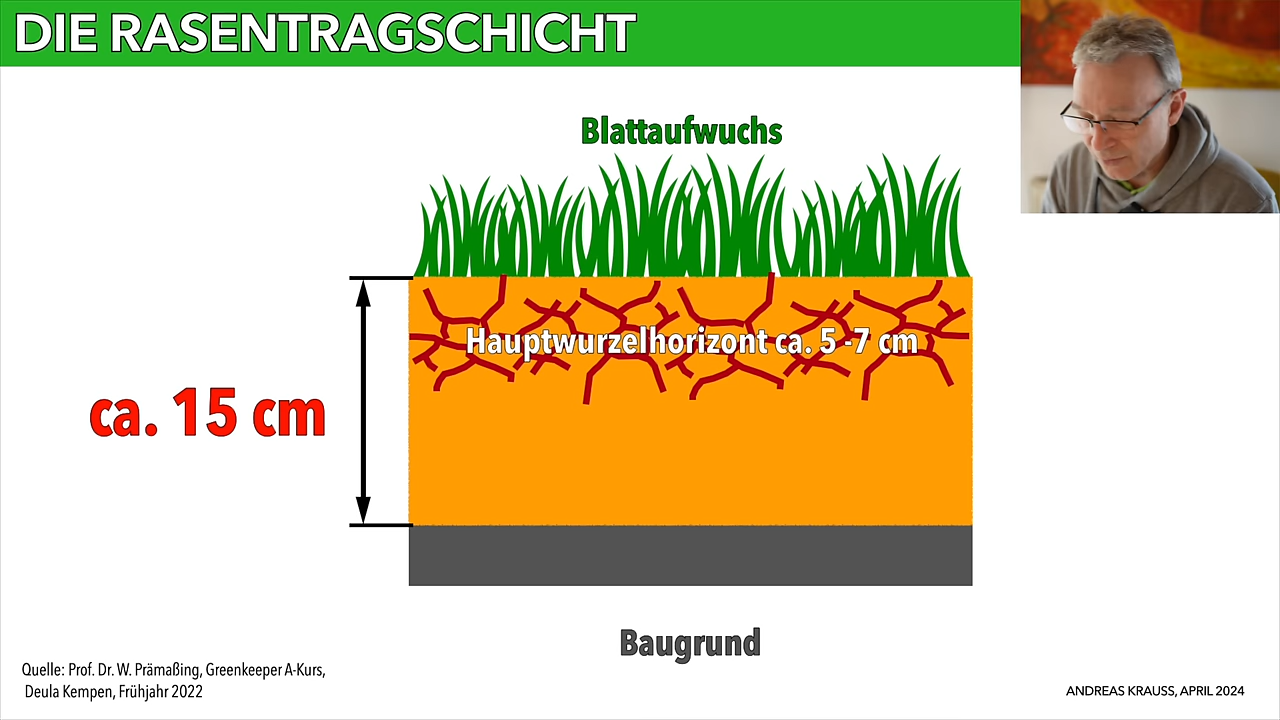 DIE RASENTRAGSCHICHT
Blattaufwuchs
Hauptwurzelhorizont ca. 5 -7 cm
ca. 15 cm
Baugrund
Quelle: Prof. Dr. W. Prämaßing, Greenkeeper A-Kurs,
Deula Kempen, Frühjahr 2022
ANDREAS KRAUSS, APRIL 2024